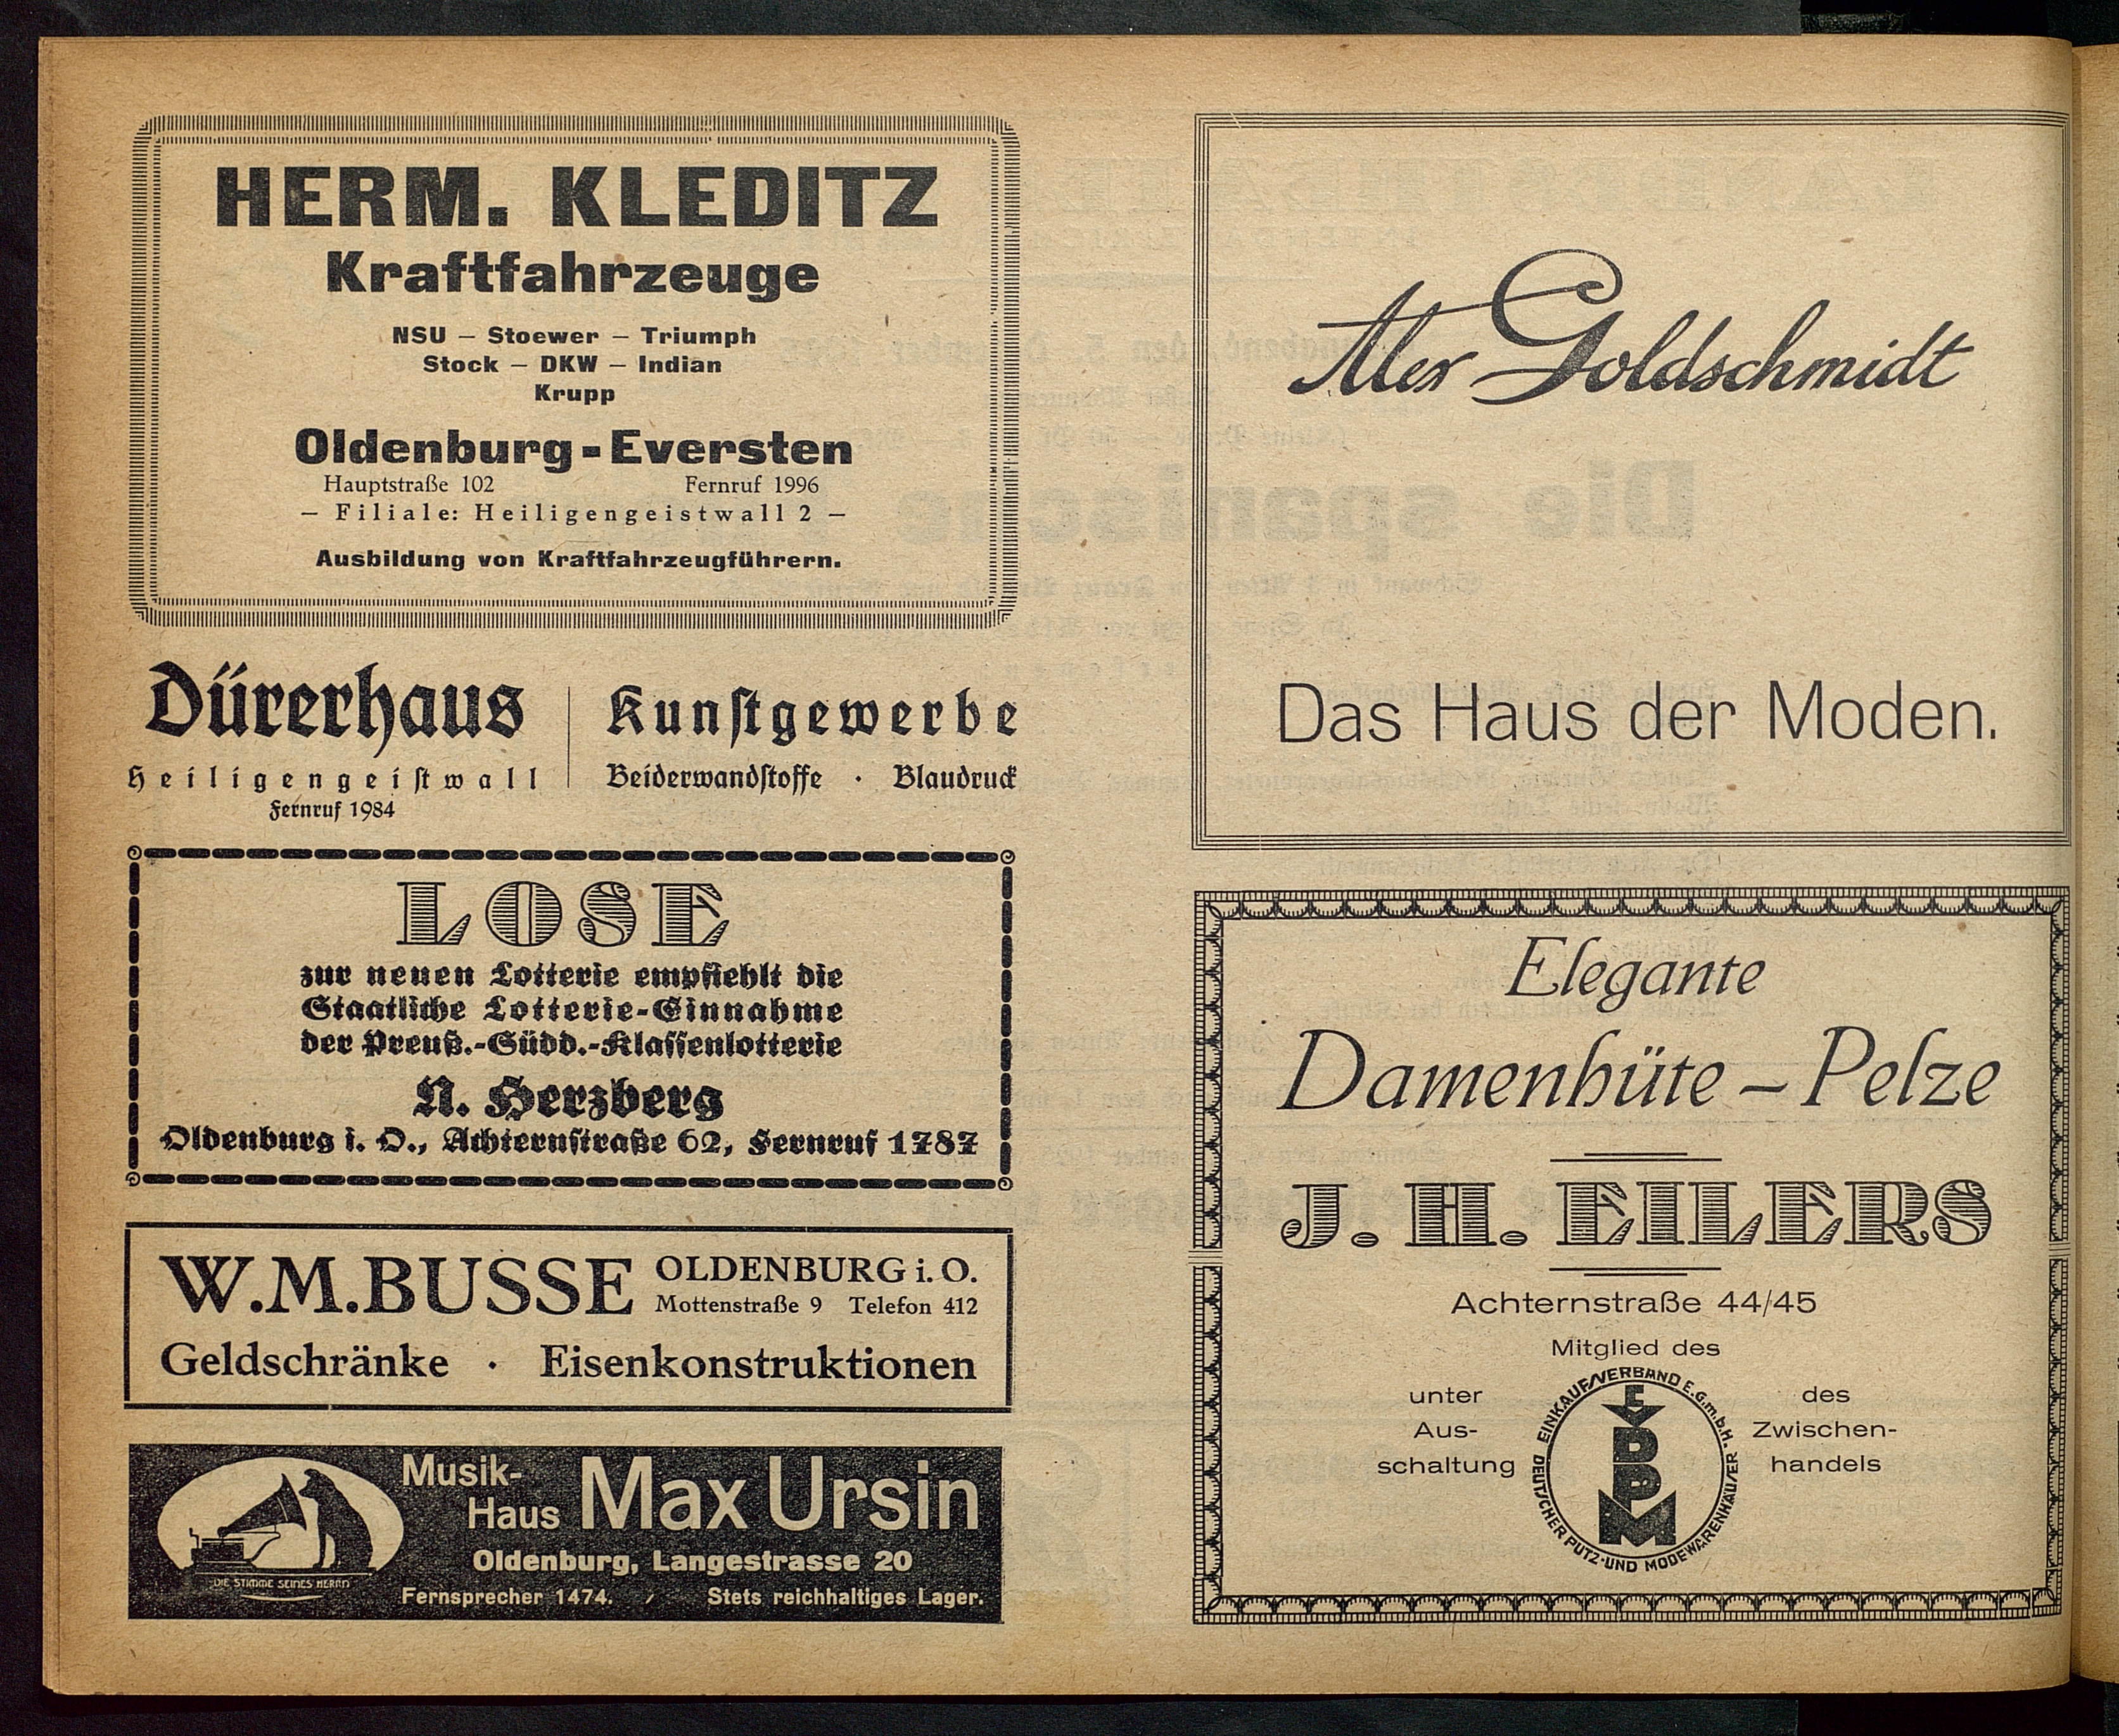 HERM. KLEDITZ
Kraftfahrzeuge
NSU – Stoewer – Triumph
Stock – DKW – Indian
Krupp
Oldenburg-Eversten
Hauptstraße 102 Fernruf 1996
– Filiale: Heiligengeistwall 2 –
Ausbildung von Kraftfahrzeugführern.
Dürerhaus
Heiligengeistwall
Fernruf 1984
Kunstgewerbe
Beiderwandstoffe · Blaudruck
LOSE
zur neuen Lotterie empfiehlt die
Staatliche Lotterie-Einnahme
der Preuß.-Südd.-Klassenlotterie
N. Herzberg
Oldenburg i. O., Achternstraße 62, Fernruf 1787
W.M.BUSSE
OLDENBURG i. O.
Mottenstraße 9 Telefon 412
Geldschränke · Eisenkonstruktionen
DIE STIMME SEINES HERRN
Musik-
Haus Max Ursin
Oldenburg, Langestrasse 20
Fernsprecher 1474. / Stets reichhaltiges Lager.
Alex Goldschmidt
Das Haus der Moden.
Elegante
Damenhüte – Pelze
J. H. EILERS
Achternstraße 44/45
Mitglied des
unter
Aus-
schaltung
EINKAUFSVERBAND E.G.m.b.H.
DEUTSCHER PUTZ-UND MODEWARENHÄUSER
EVDPM
des
Zwischen-
handels